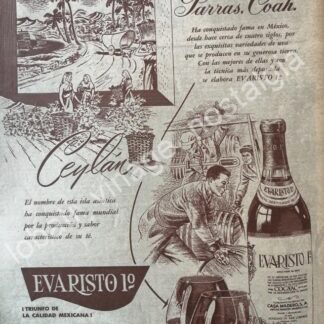 Parras, Coah.
Ha conquistado fama en México,
desde hace cerca de cuatro siglos, por
las exquisitas variedades de uva
que se producen en su generosa tierra.
Con las mejores de ellas y con
la técnica más depurada
se elabora EVARISTO 1º
Ceylán
El nombre de esta isla asiática
ha conquistado fama mundial
por la producción y sabor
característico de su té.
EVARISTO 1º
EVARISTO 1º
COGNAC
CASA MADERO, S. A.
EVARISTO 1º
¡TRIUNFO DE
LA CALIDAD MEXICANA!